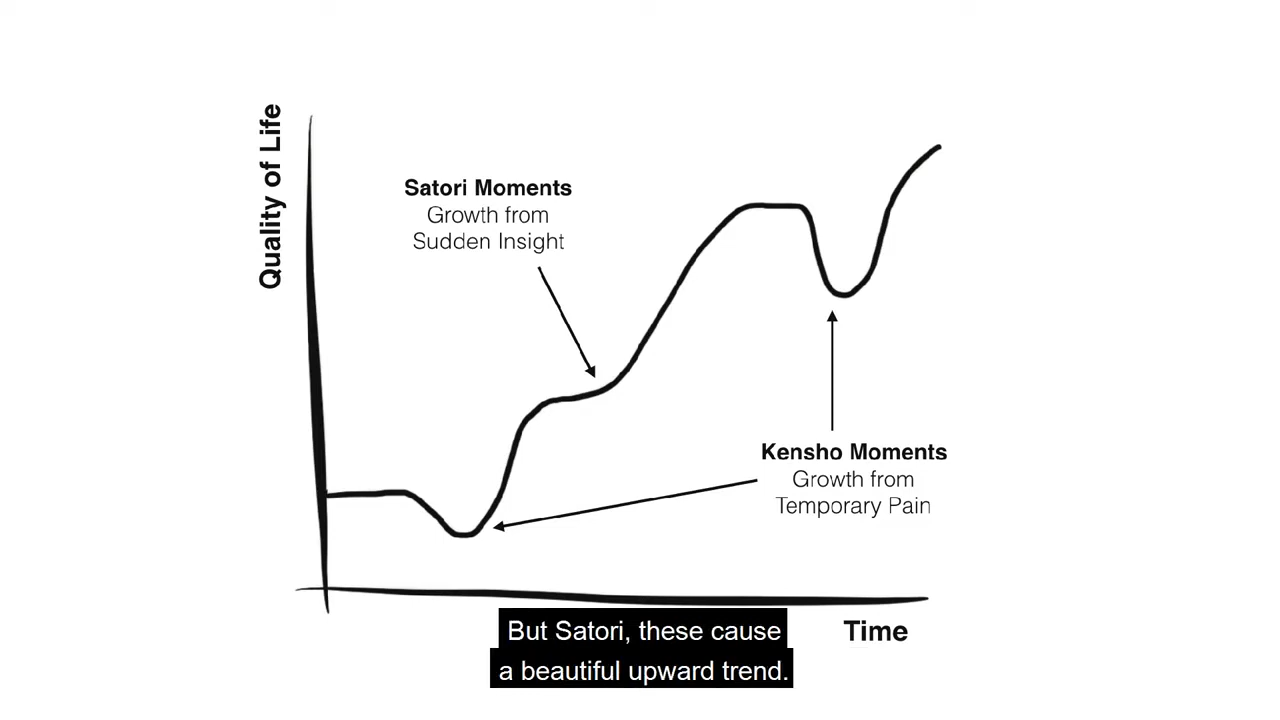 Quality of Life
Satori Moments
Growth from
Sudden Insight
Kensho Moments
Growth from
Temporary Pain
Time
But Satori, these cause
a beautiful upward trend.